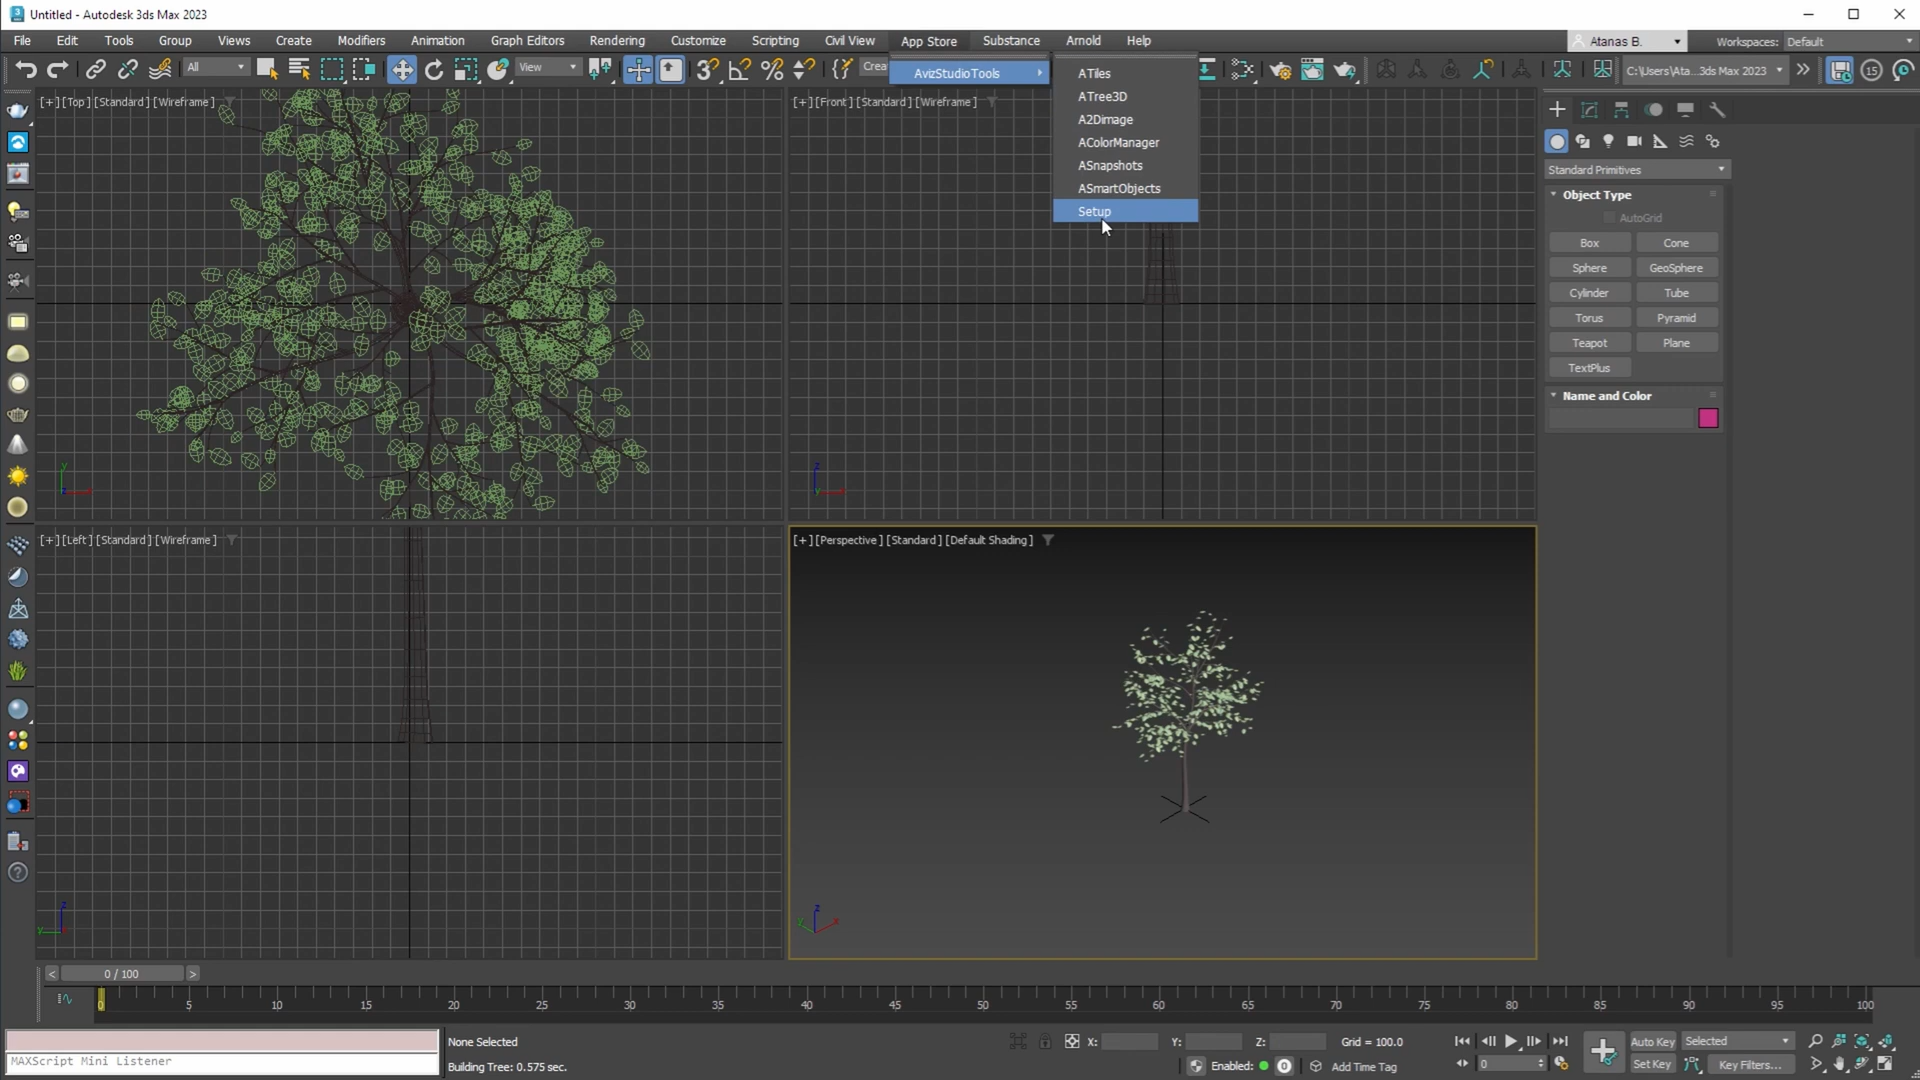 Untitled - Autodesk 3ds Max 2023
File Edit Tools Group Views Create Modifiers Animation Graph Editors Rendering Customize Scripting Civil View App Store Substance Arnold Help
Atanas B. Workspaces: Default
All View Crea AvizStudioTools C:\Users\Ata...3ds Max 2023 15
ATiles
ATree3D
A2Dimage
AColorManager
ASnapshots
ASmartObjects
Setup
[+] [Top] [Standard] [Wireframe]
[+] [Front] [Standard] [Wireframe]
[+] [Left] [Standard] [Wireframe]
[+] [Perspective] [Standard] [Default Shading]
Standard Primitives
Object Type
AutoGrid
Box Cone
Sphere GeoSphere
Cylinder Tube
Torus Pyramid
Teapot Plane
TextPlus
Name and Color
< 0 / 100 >
0 5 10 15 20 25 30 35 40 45 50 55 60 65 70 75 80 85 90 95 100
MAXScript Mini Listener
None Selected X: Y: Z: Grid = 100.0 Auto Key Selected
Building Tree: 0.575 sec. Enabled: 0 Add Time Tag 0 Set Key Key Filters...